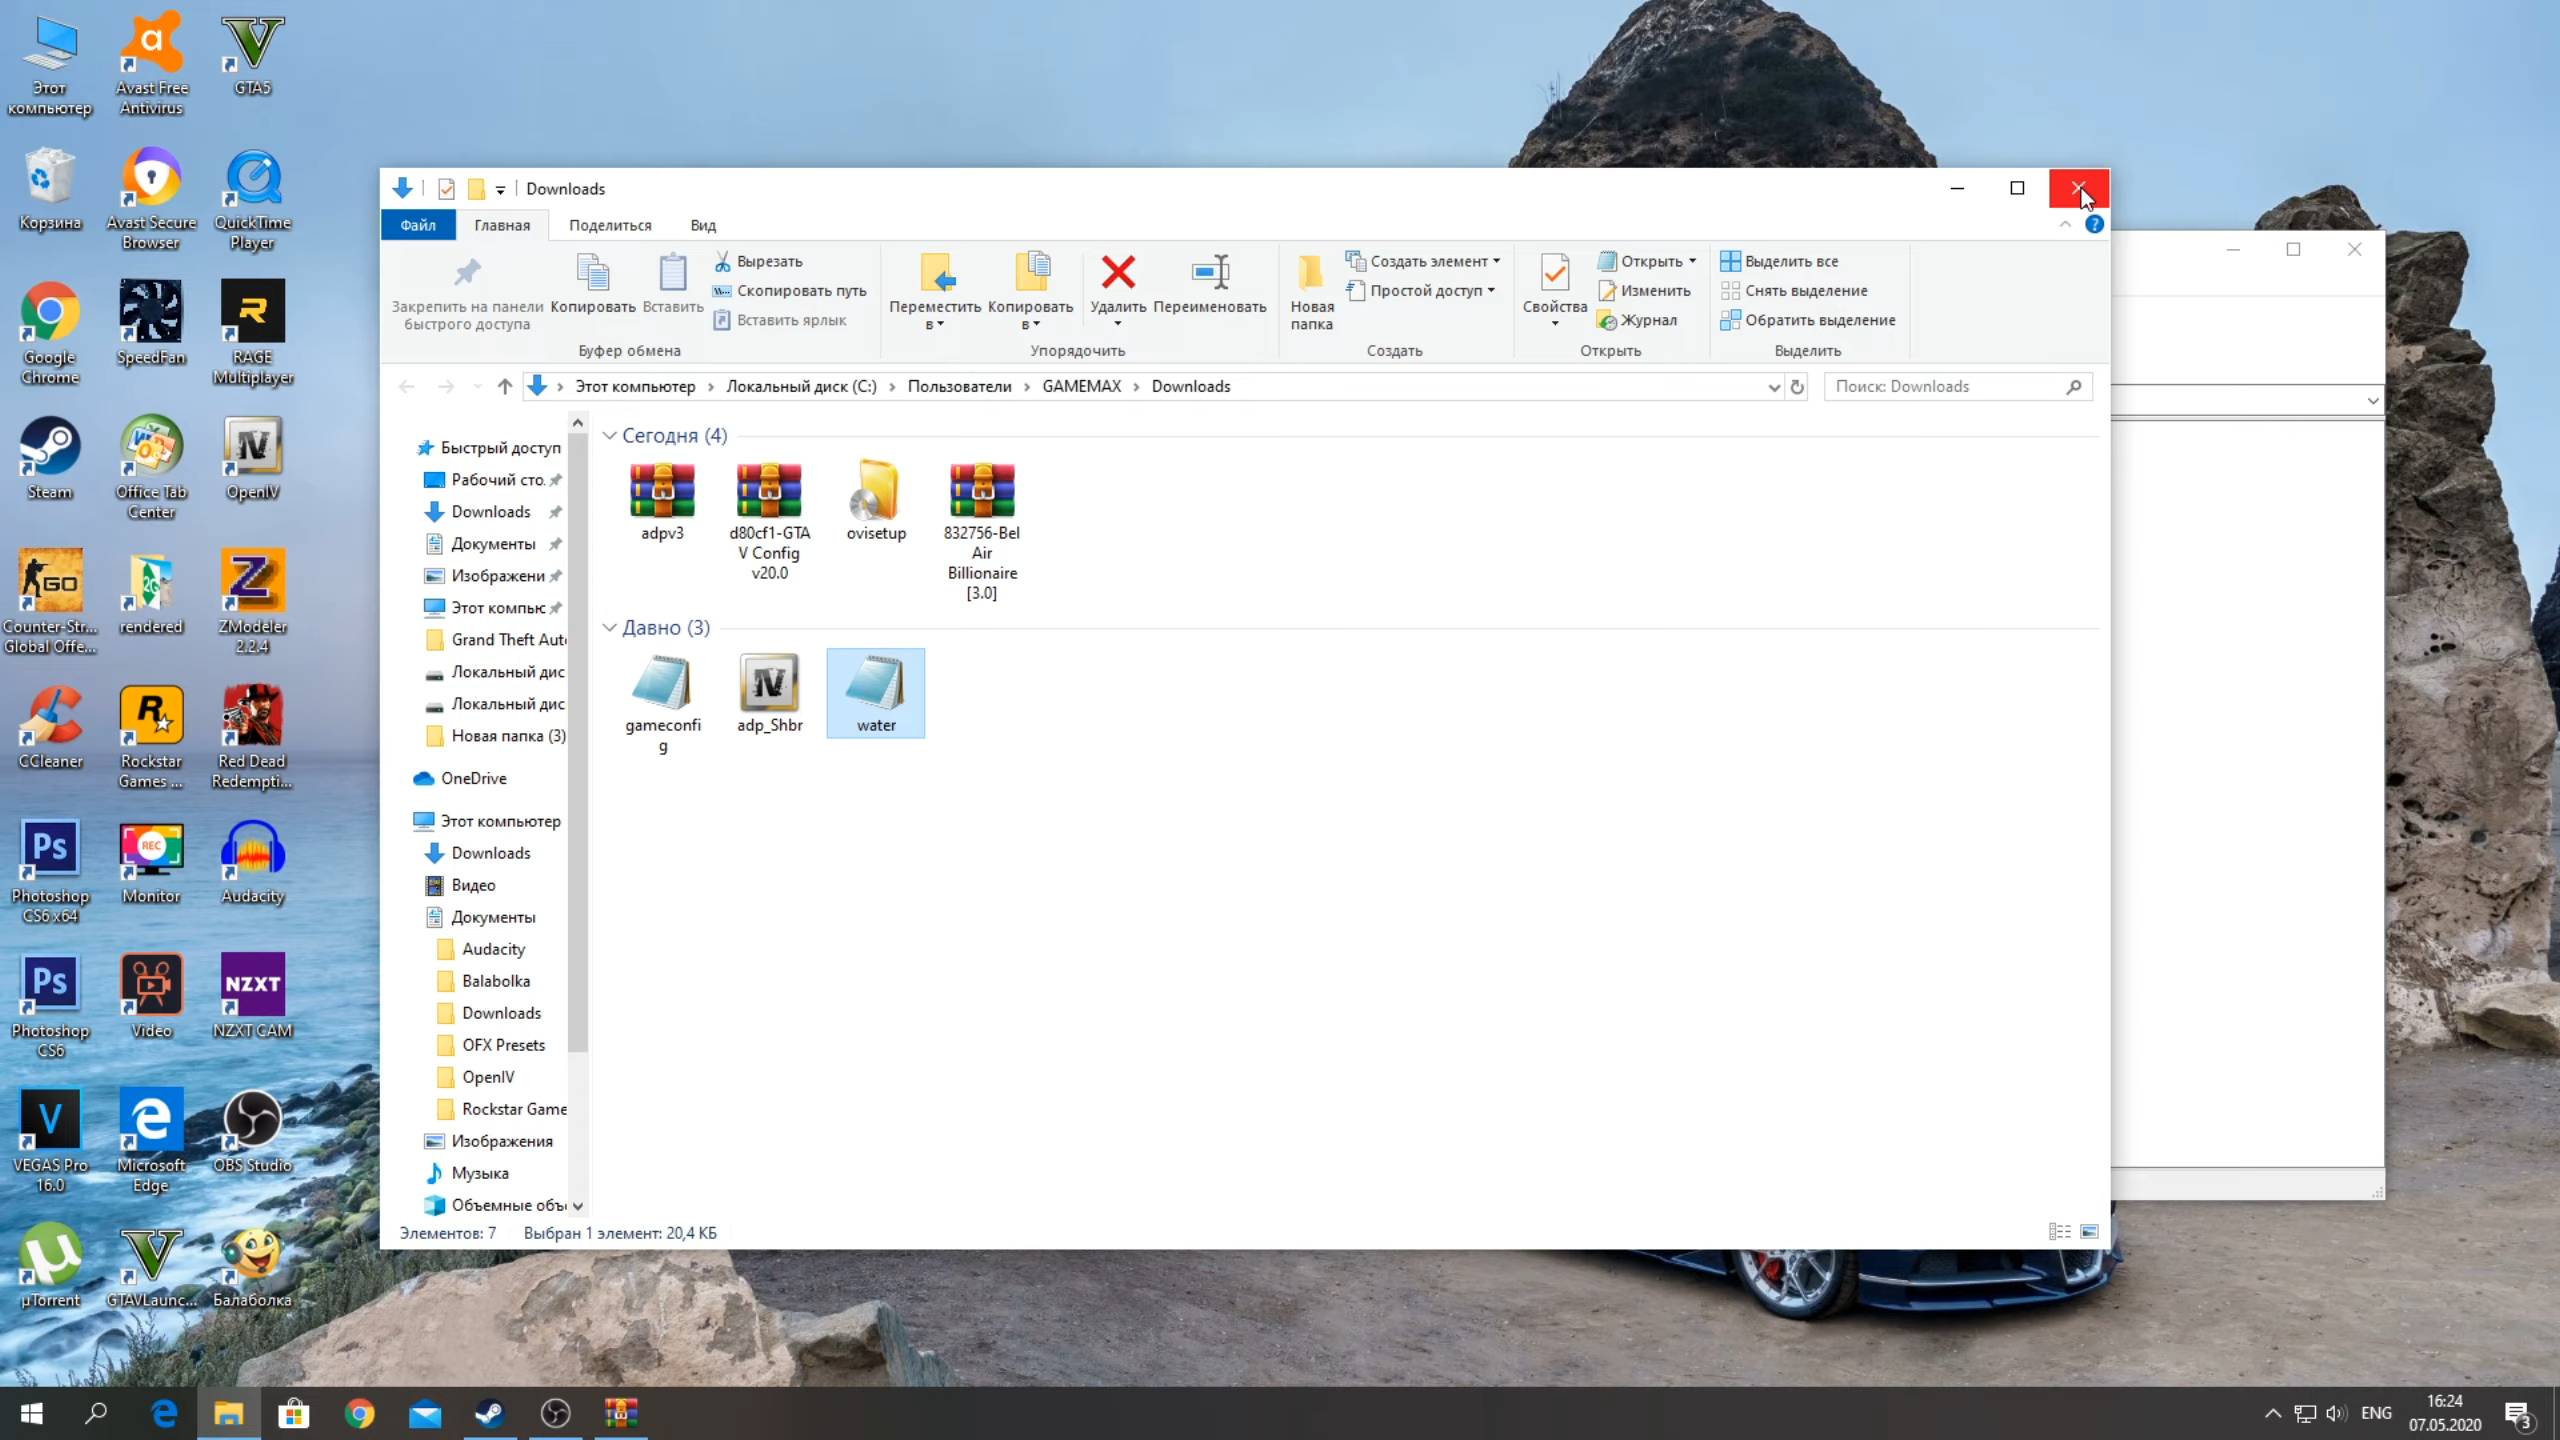 Этот
компьютер
Avast Free
Antivirus
GTA5
Корзина
Avast Secure
Browser
QuickTime
Player
Google
Chrome
SpeedFan
RAGE
Multiplayer
Steam
Office Tab
Center
OpenIV
Counter-Str...
Global Offe...
rendered
ZModeler
2.2.4
CCleaner
Rockstar
Games ...
Red Dead
Redempti...
Photoshop
CS6 x64
Monitor
Audacity
Photoshop
CS6
Video
NZXT CAM
VEGAS Pro
16.0
Microsoft
Edge
OBS Studio
µTorrent
GTAVLaunc...
Балаболка
Downloads
Файл
Главная
Поделиться
Вид
Закрепить на панели
быстрого доступа
Копировать
Вставить
Вырезать
Скопировать путь
Вставить ярлык
Буфер обмена
Переместить
в
Копировать
в
Удалить
Переименовать
Упорядочить
Новая
папка
Создать элемент
Простой доступ
Создать
Свойства
Открыть
Изменить
Журнал
Открыть
Выделить все
Снять выделение
Обратить выделение
Выделить
Этот компьютер › Локальный диск (C:) › Пользователи › GAMEMAX › Downloads
Поиск: Downloads
Быстрый доступ
Рабочий сто.
Downloads
Документы
Изображени
Этот компьк
Grand Theft Aut
Локальный дис
Локальный дис
Новая папка (3)
OneDrive
Этот компьютер
Downloads
Видео
Документы
Audacity
Balabolka
Downloads
OFX Presets
OpenIV
Rockstar Game
Изображения
Музыка
Объемные объ
Сегодня (4)
adpv3
d80cf1-GTA
V Config
v20.0
ovisetup
832756-Bel
Air
Billionaire
[3.0]
Давно (3)
gameconfi
g
adp_Shbr
water
Элементов: 7
Выбран 1 элемент: 20,4 КБ
ENG
16:24
07.05.2020
3